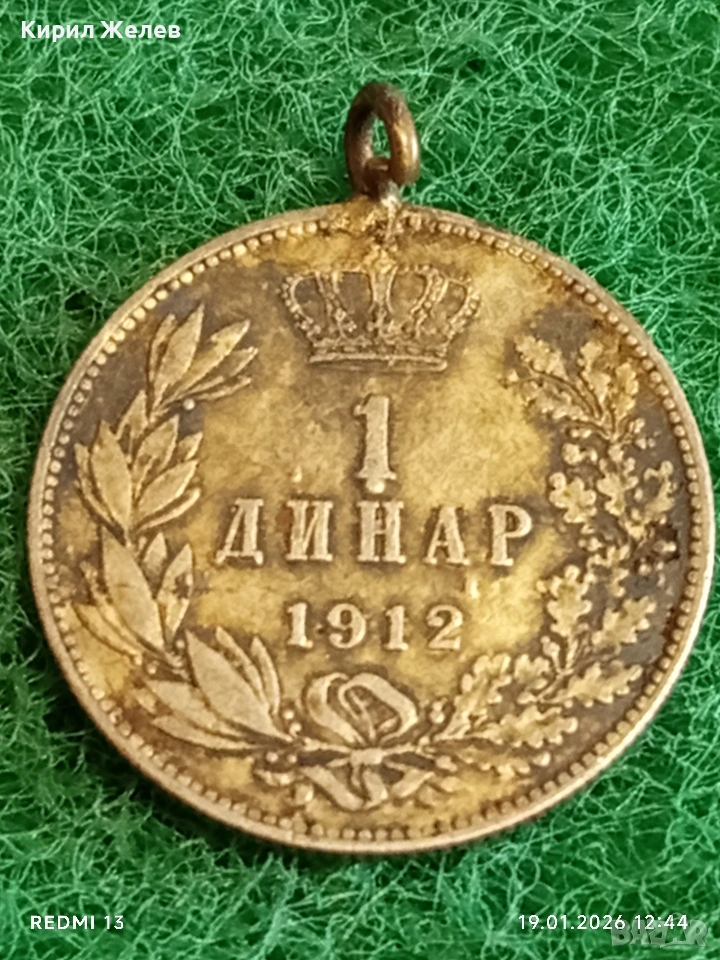 Кирил Желев
1
ДИНАР
1912
REDMI 13
19.01.2026 12:44